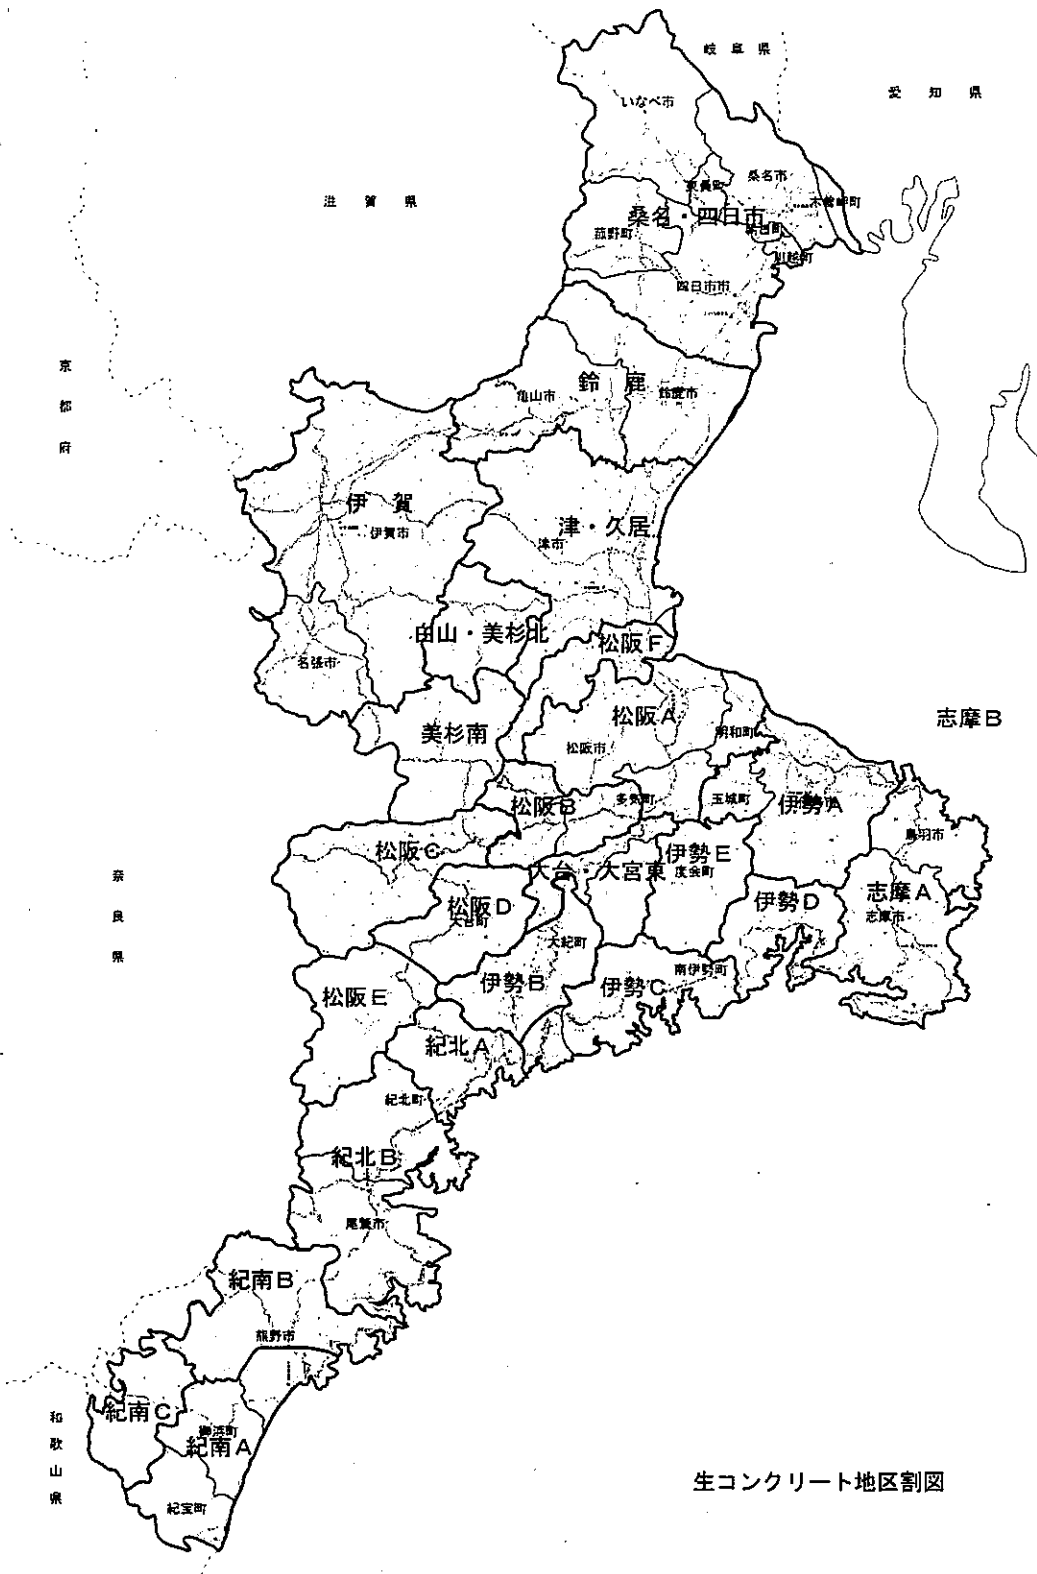 岐阜県
愛知県
いなべ市
桑名市
東員町
木曽岬町
滋賀県
桑名・四日市
菰野町
朝日町
川越町
四日市市
京都府
鈴鹿
亀山市
鈴鹿市
伊賀
伊賀市
津・久居
津市
白山・美杉北
松阪F
名張市
松阪A
志摩B
美杉南
明和町
松阪市
松阪B
多気町
玉城町
伊勢A
鳥羽市
松阪C
伊勢E
大台・大宮東
度会町
奈良県
松阪D
大台町
伊勢D
志摩A
志摩市
大紀町
南伊勢町
伊勢B
伊勢C
松阪E
紀北A
紀北町
紀北B
尾鷲市
紀南B
熊野市
紀南C
御浜町
紀南A
和歌山県
紀宝町
生コンクリート地区割図